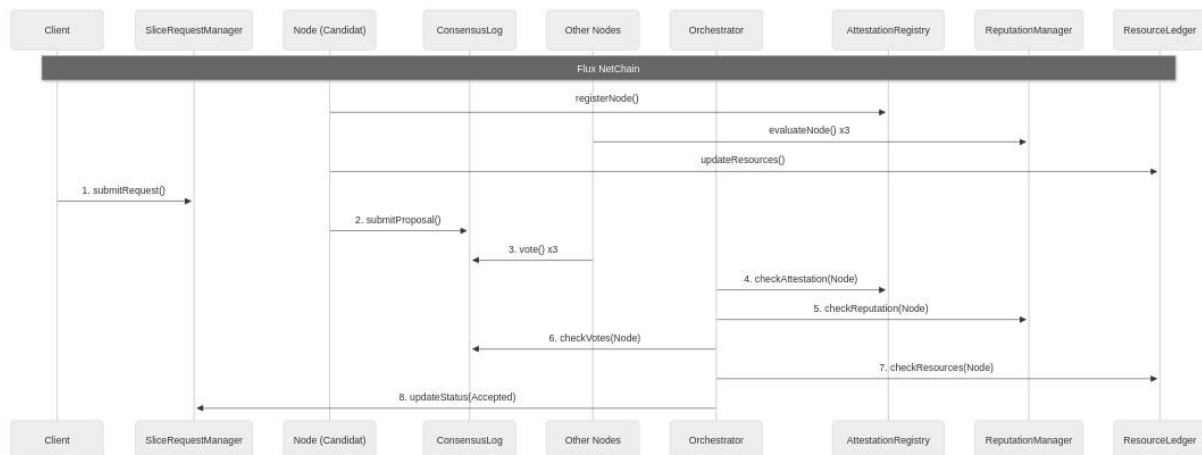 Client
SliceRequestManager
Node (Candidat)
ConsensusLog
Other Nodes
Orchestrator
AttestationRegistry
ReputationManager
ResourceLedger
Flux NetChain
registerNode()
evaluateNode() x3
updateResources()
1. submitRequest()
2. submitProposal()
3. vote() x3
4. checkAttestation(Node)
5. checkReputation(Node)
6. checkVotes(Node)
7. checkResources(Node)
8. updateStatus(Accepted)
Client
SliceRequestManager
Node (Candidat)
ConsensusLog
Other Nodes
Orchestrator
AttestationRegistry
ReputationManager
ResourceLedger